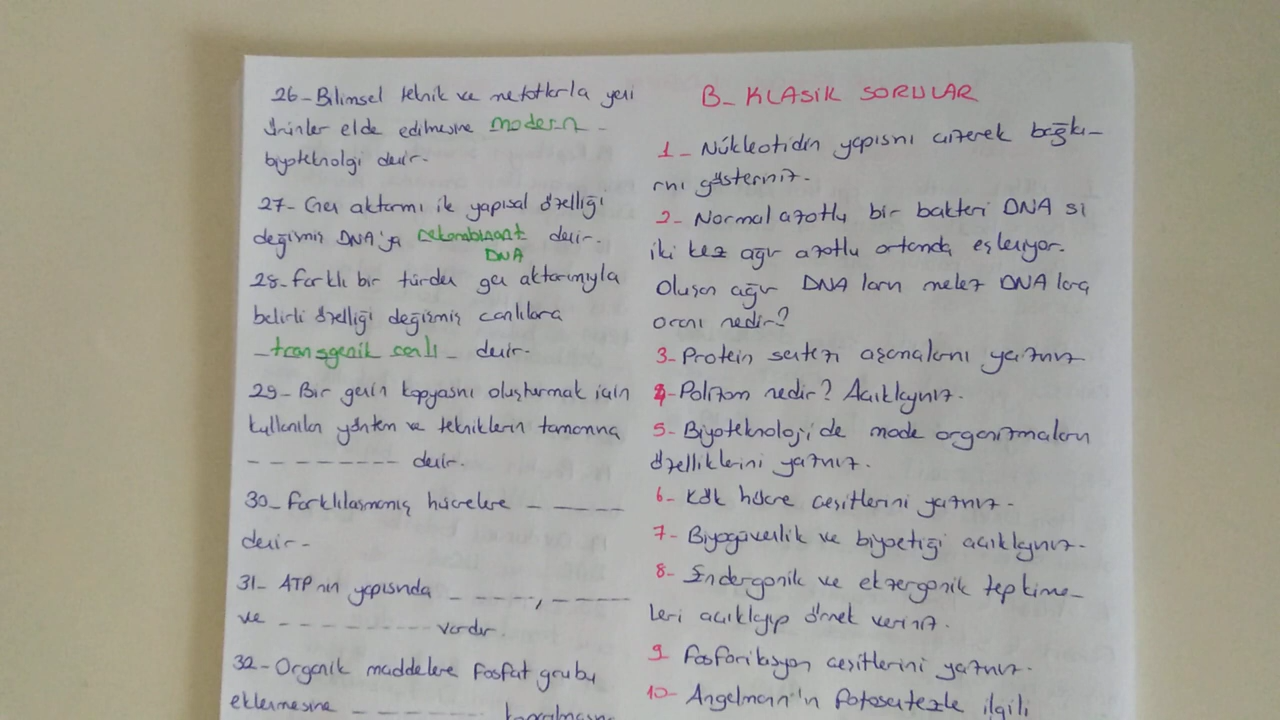 26- Bilimsel teknik ve metotlarla yeni
ürünler elde edilmesine modern
biyoteknolgi denir.
27- Gen aktarımı ile yapısal özelliği
değişmiş DNA'ya rekombinant denir.
DNA
28- Farklı bir türden gen aktarımıyla
belirli özelliği değişmiş canlılara
transgenik canlı denir.
29- Bir genin kopyasını oluşturmak için
kullanılan yöntem ve tekniklerin tamamına
- - - - - - - - denir.
30- Farklılaşmamış hücrelere - - - - -
denir-
31- ATP'nin yapısında - - - - -, - - - - -
ve - - - - - - - - vardır.
32- Organik maddelere fosfat grubu
eklenmesine - - - - - - - -
B- KLASİK SORULAR
1- Nükleotidin yapısını çizerek bağla-
rını gösteriniz.
2- Normal azotlu bir bakteri DNA sı
iki kez ağır azotlu ortamda eşleniyor.
Oluşan ağır DNA ların melez DNA lara
oranı nedir?
3- Protein sentezi aşamalarını yazınız
4- Polizom nedir? Açıklayınız.
5- Biyoteknoloji de model organizmaların
özelliklerini yazınız.
6- Kök hücre çeşitlerini yazınız.
7- Biyogüvenlik ve biyoetiği açıklayınız.
8- Endergonik ve ekzergonik tepkime-
leri açıklayıp örnek veriniz.
9- Fosforilasyon çeşitlerini yazınız.
10- Angelmann'ın fotosentezle ilgili